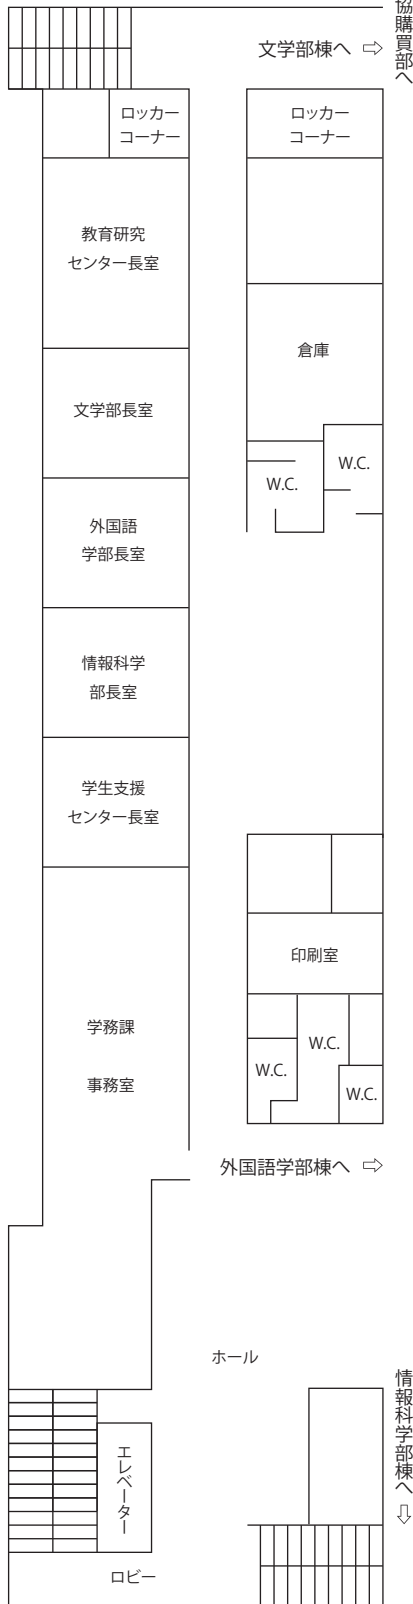 協購買部へ
文学部棟へ ⇨
ロッカー
コーナー
ロッカー
コーナー
教育研究
センター長室
倉庫
文学部長室
W.C.
W.C.
外国語
学部長室
情報科学
部長室
学生支援
センター長室
印刷室
学務課
事務室
W.C.
W.C.
W.C.
外国語学部棟へ ⇨
ホール
情報科学部棟へ ⇩
エレベーター
ロビー